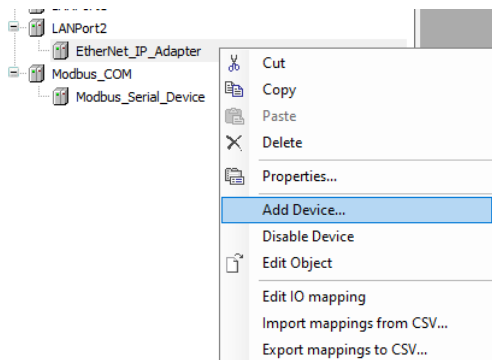 LANPort2
EtherNet_IP_Adapter
Modbus_COM
Modbus_Serial_Device
Cut
Copy
Paste
Delete
Properties...
Add Device...
Disable Device
Edit Object
Edit IO mapping
Import mappings from CSV...
Export mappings to CSV...